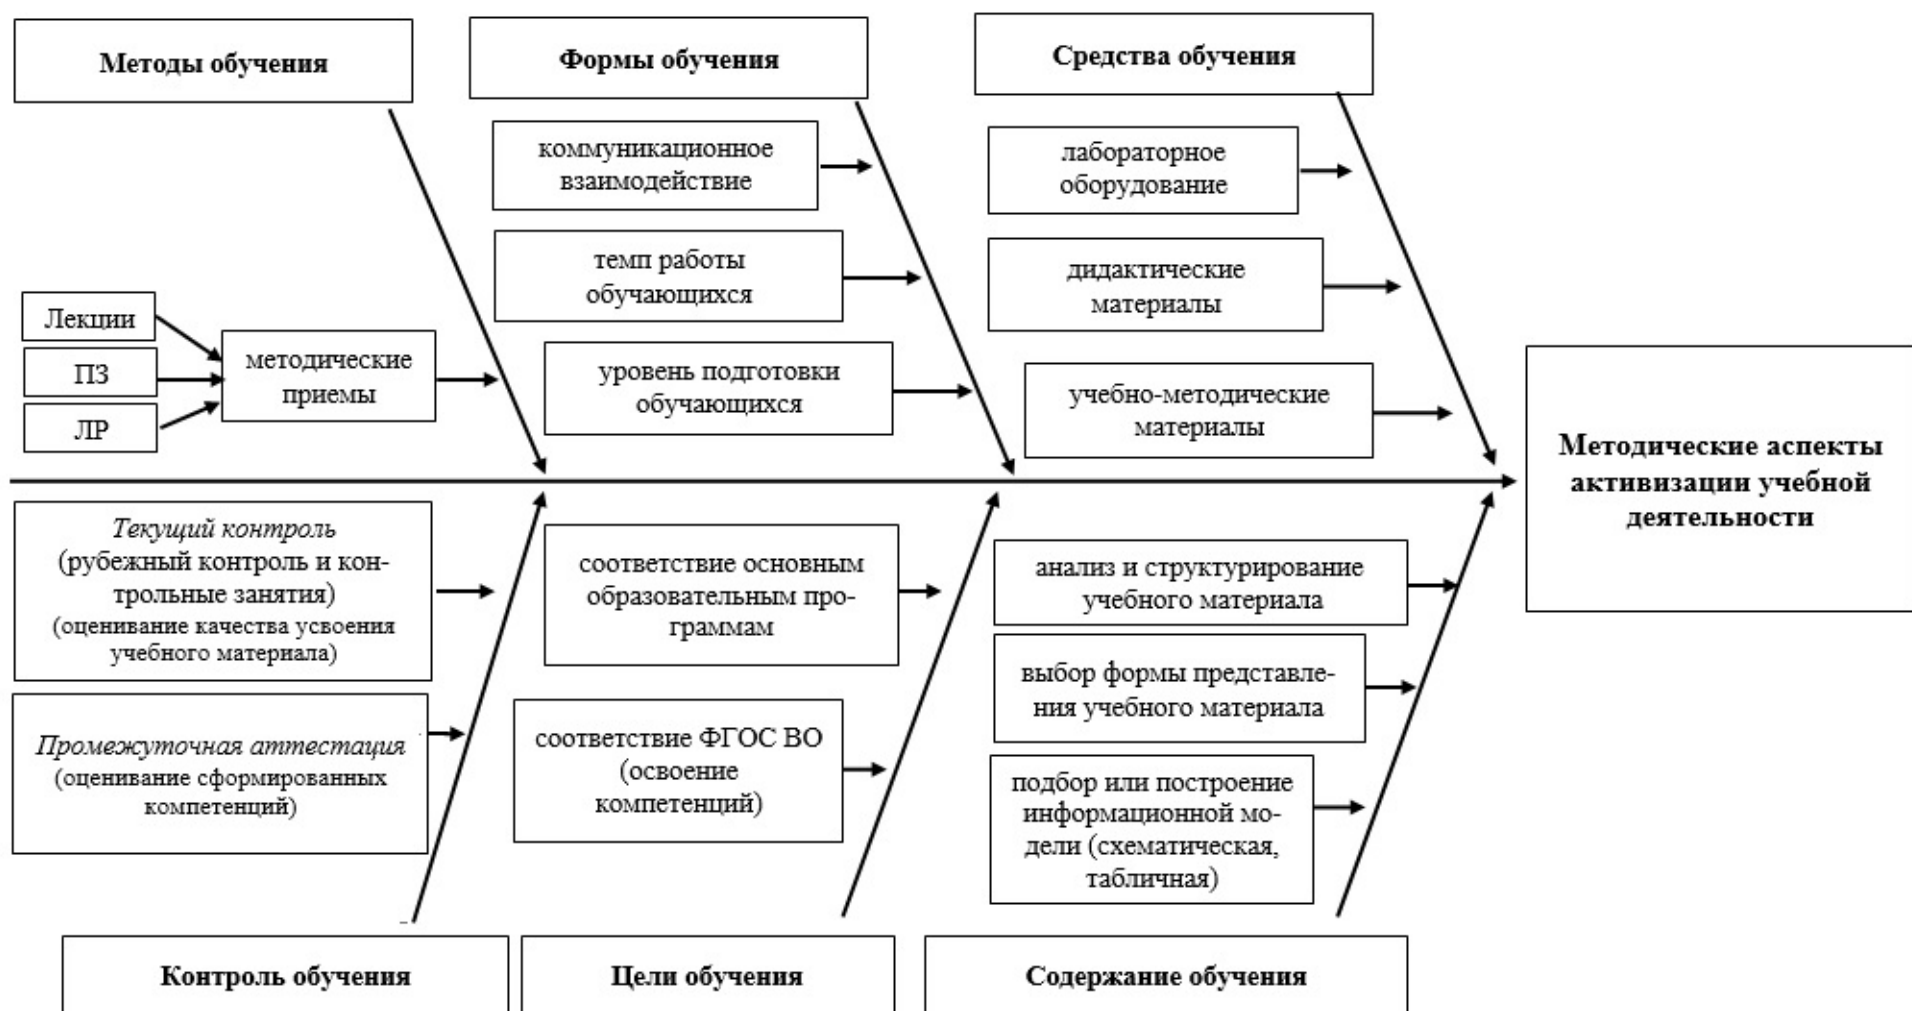 Методы обучения
Формы обучения
Средства обучения
коммуникационное
взаимодействие
лабораторное
оборудование
темп работы
обучающихся
дидактические
материалы
Лекции
ПЗ
ЛР
методические
приемы
уровень подготовки
обучающихся
учебно-методические
материалы
Методические аспекты
активизации учебной
деятельности
Текущий контроль
(рубежный контроль и кон-
трольные занятия)
(оценивание качества усвоения
учебного материала)
соответствие основным
образовательным про-
граммам
анализ и структурирование
учебного материала
выбор формы представле-
ния учебного материала
Промежуточная аттестация
(оценивание сформированных
компетенций)
соответствие ФГОС ВО
(освоение
компетенций)
подбор или построение
информационной мо-
дели (схематическая,
табличная)
Контроль обучения
Цели обучения
Содержание обучения